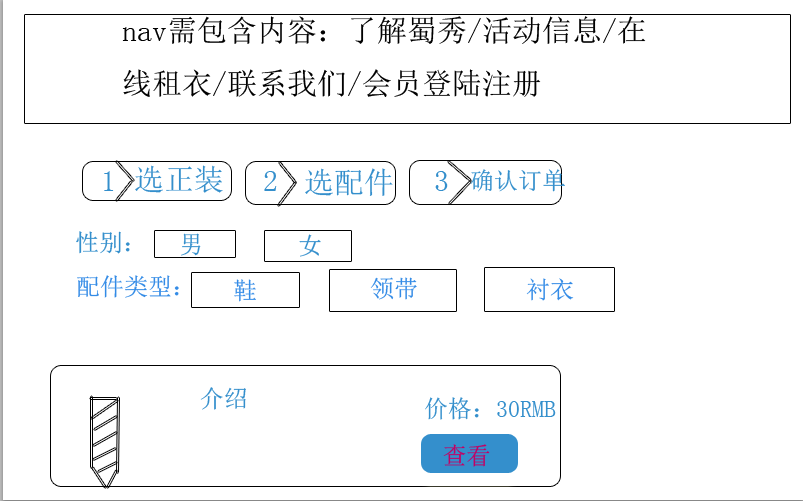 nav需包含内容：了解蜀秀/活动信息/在
线租衣/联系我们/会员登陆注册
1 选正装 2 选配件 3 确认订单
性别： 男 女
配件类型： 鞋 领带 衬衣
介绍
价格：30RMB
查看